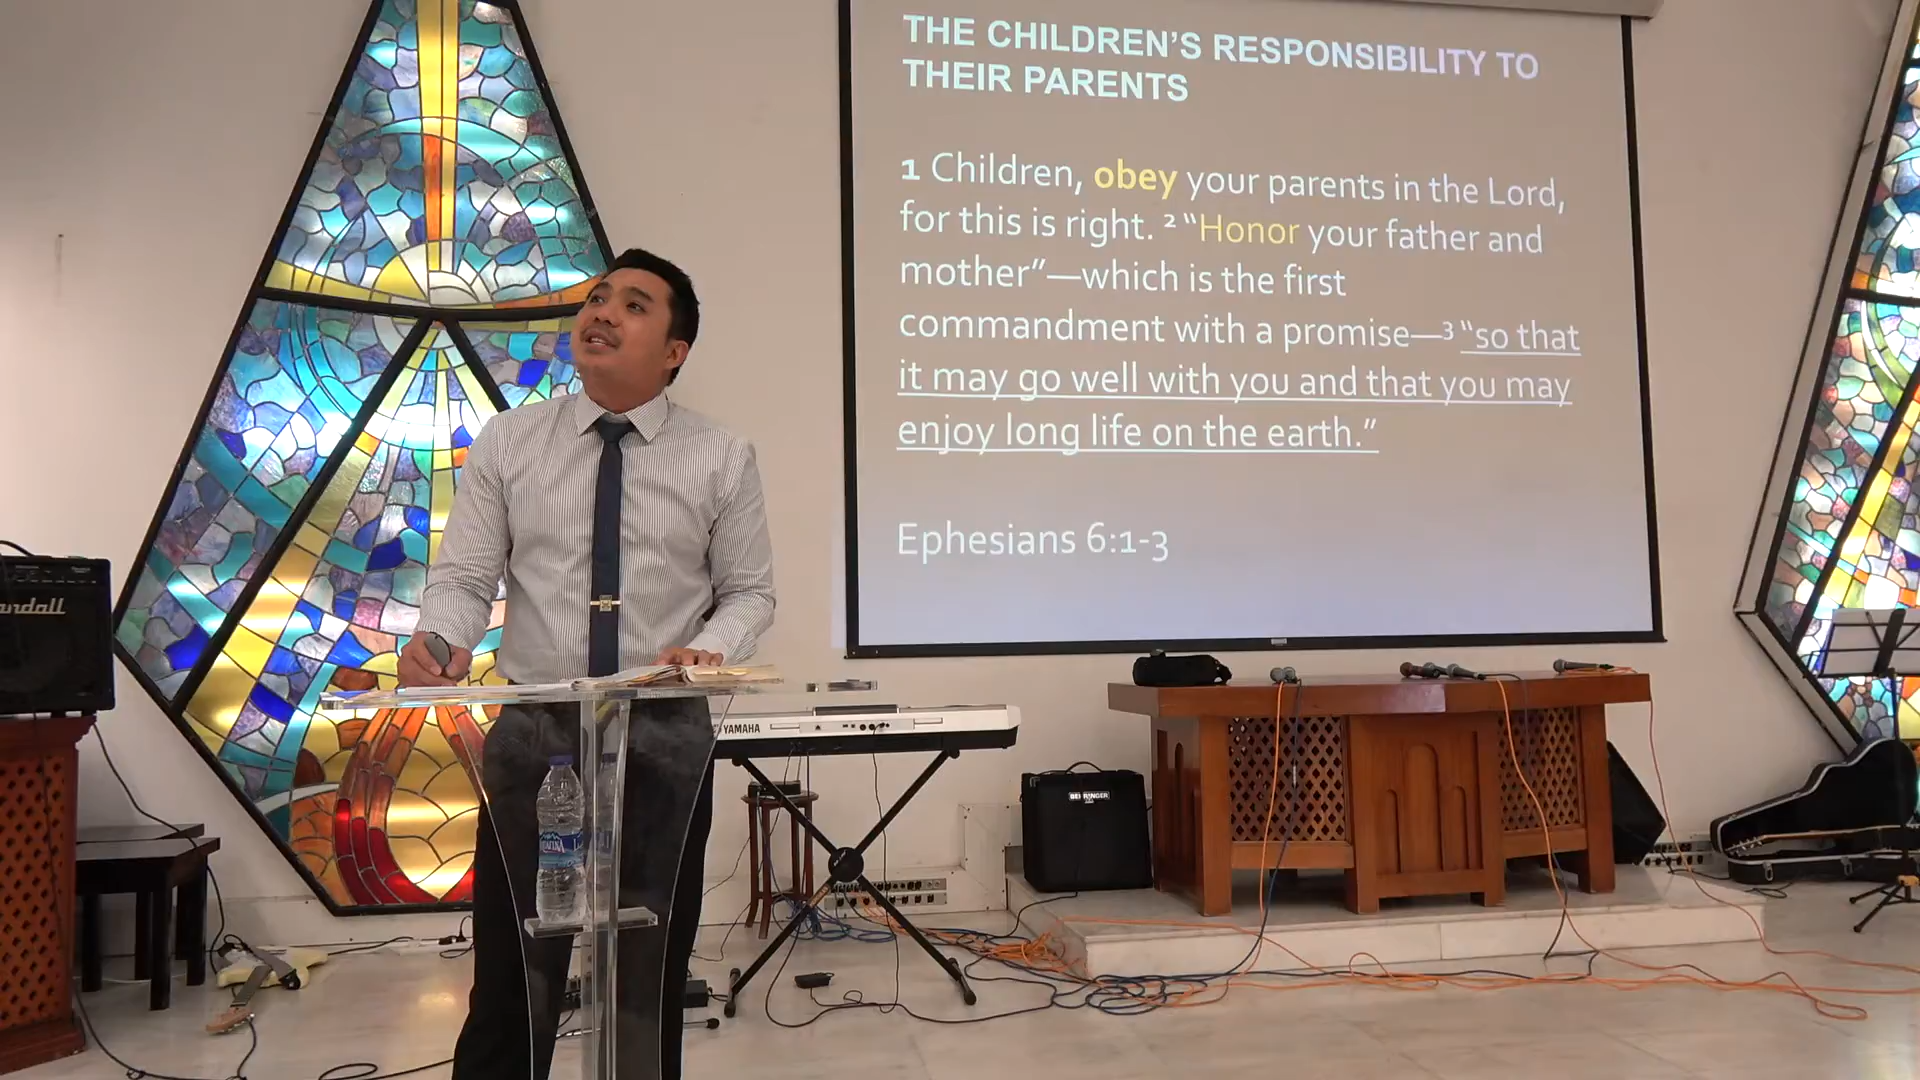 THE CHILDREN’S RESPONSIBILITY TO
THEIR PARENTS
1 Children, obey your parents in the Lord,
for this is right. 2 “Honor your father and
mother”—which is the first
commandment with a promise—3 “so that
it may go well with you and that you may
enjoy long life on the earth.”
Ephesians 6:1-3
andall
YAMAHA
BEHRINGER